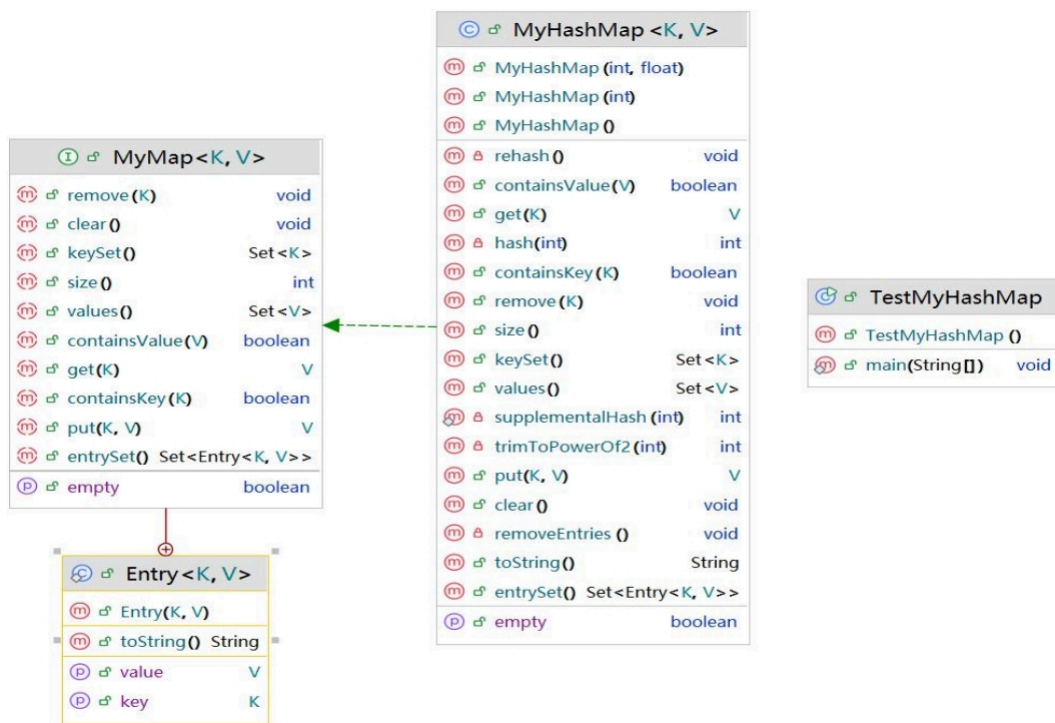 MyMap<K, V>
remove(K) void
clear() void
keySet() Set<K>
size() int
values() Set<V>
containsValue(V) boolean
get(K) V
containsKey(K) boolean
put(K, V) V
entrySet() Set<Entry<K, V>>
empty boolean
Entry<K, V>
Entry(K, V)
toString() String
value V
key K
MyHashMap<K, V>
MyHashMap(int, float)
MyHashMap(int)
MyHashMap()
rehash() void
containsValue(V) boolean
get(K) V
hash(int) int
containsKey(K) boolean
remove(K) void
size() int
keySet() Set<K>
values() Set<V>
supplementalHash(int) int
trimToPowerOf2(int) int
put(K, V) V
clear() void
removeEntries() void
toString() String
entrySet() Set<Entry<K, V>>
empty boolean
TestMyHashMap
TestMyHashMap()
main(String[]) void